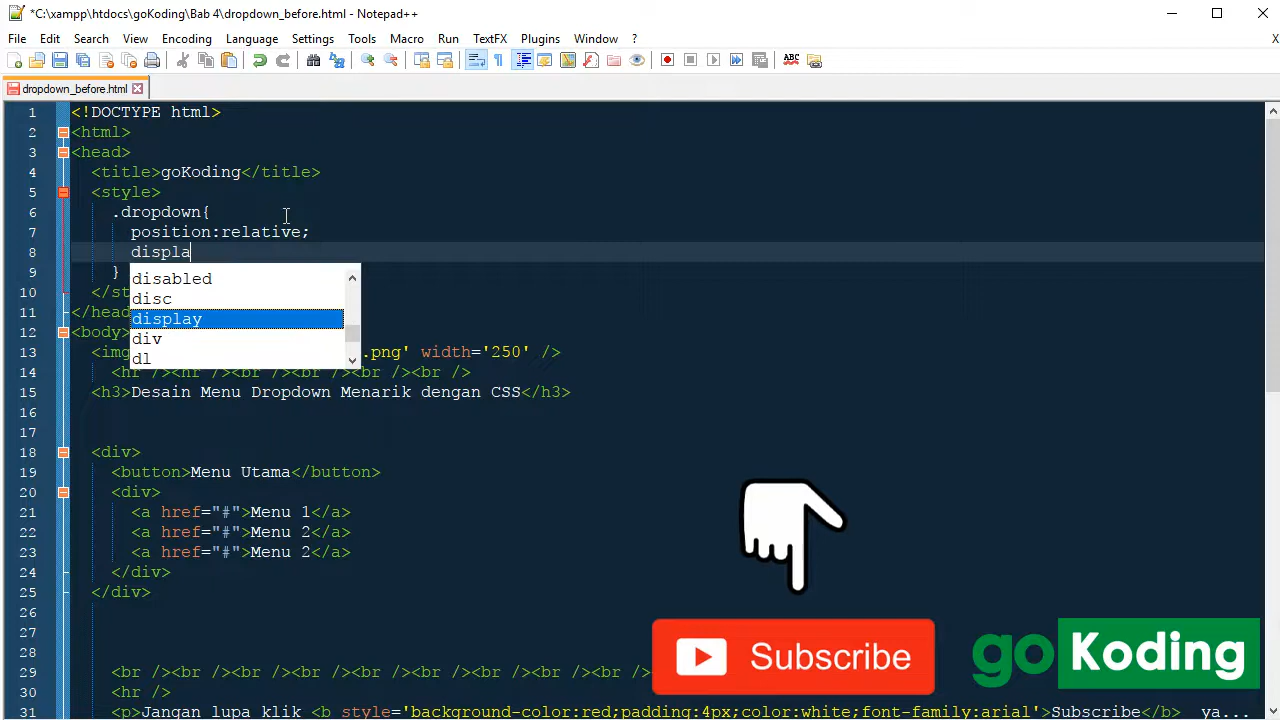 *C:\xampp\htdocs\goKoding\Bab 4\dropdown_before.html - Notepad++
File Edit Search View Encoding Language Settings Tools Macro Run TextFX Plugins Window ? X
dropdown_before.html
1 <!DOCTYPE html>
2 <html>
3 <head>
4 <title>goKoding</title>
5 <style>
6 .dropdown{
7 position:relative;
8 displa
9 }
disabled
10 </st
disc
11 </head
display
12 <body>
div
13 <img .png' width='250' />
dl
14 <hr /><br /><br /><br /><br />
15 <h3>Desain Menu Dropdown Menarik dengan CSS</h3>
16
17
18 <div>
19 <button>Menu Utama</button>
20 <div>
21 <a href="#">Menu 1</a>
22 <a href="#">Menu 2</a>
23 <a href="#">Menu 2</a>
24 </div>
25 </div>
26
27
28
29 <br /><br /><br /><br /><br /><br /><br /><br /><br />
30 <hr />
31 <p>Jangan lupa klik <b style='background-color:red;padding:4px;color:white;font-family:arial'>Subscribe</b> ya...
Subscribe
goKoding